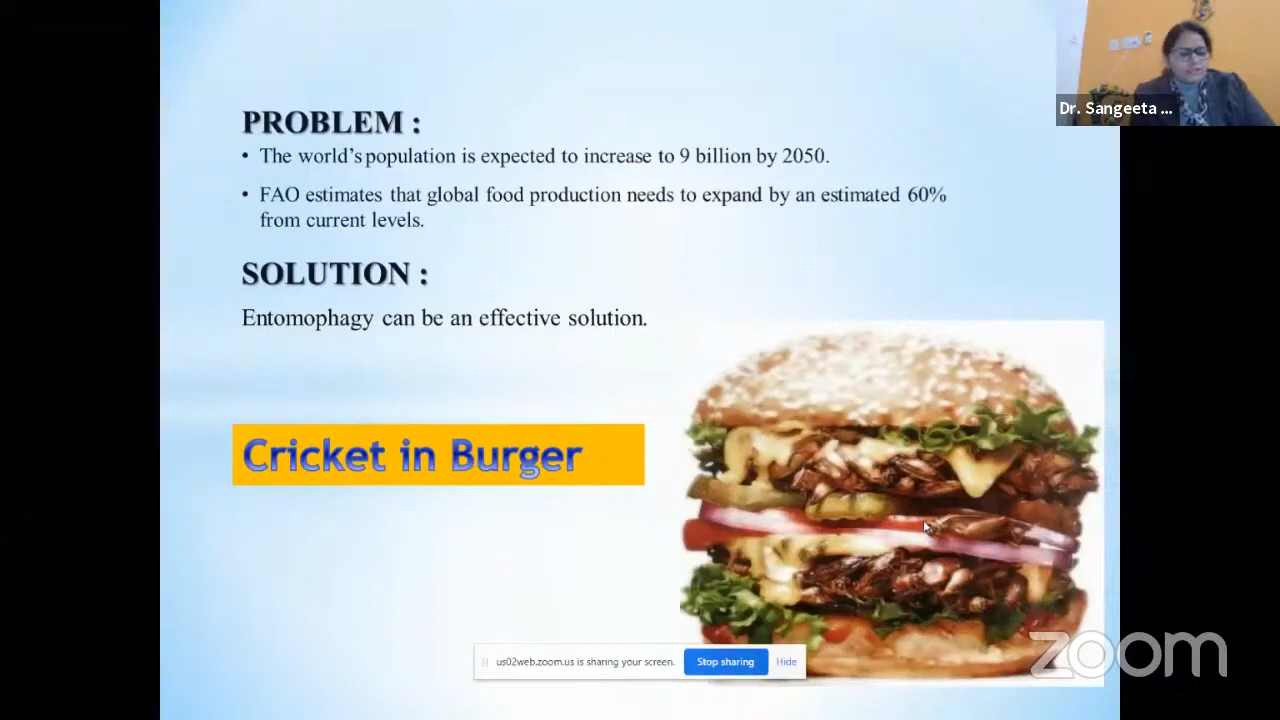 PROBLEM :
• The world's population is expected to increase to 9 billion by 2050.
• FAO estimates that global food production needs to expand by an estimated 60%
from current levels.
SOLUTION :
Entomophagy can be an effective solution.
Cricket in Burger
Dr. Sangeeta ...
us02web.zoom.us is sharing your screen.
Stop sharing
Hide
zoom